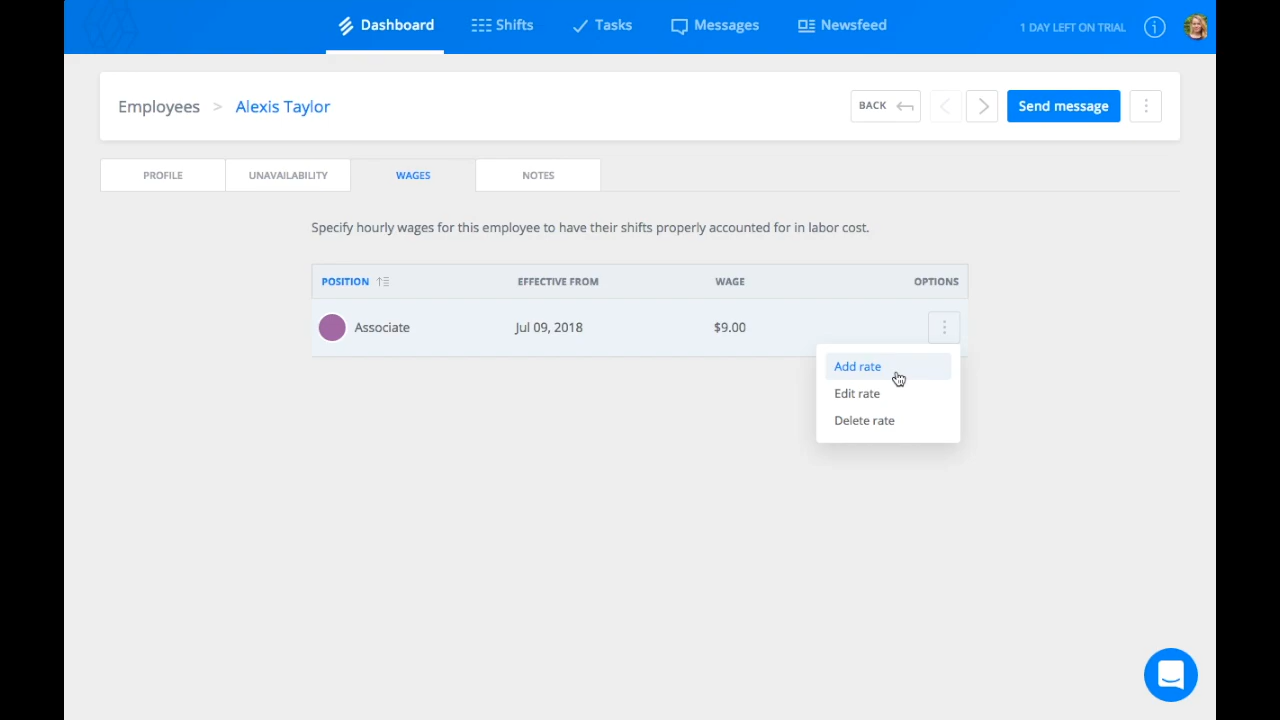 Dashboard Shifts Tasks Messages Newsfeed 1 DAY LEFT ON TRIAL
Employees > Alexis Taylor BACK Send message
PROFILE UNAVAILABILITY WAGES NOTES
Specify hourly wages for this employee to have their shifts properly accounted for in labor cost.
POSITION EFFECTIVE FROM WAGE OPTIONS
Associate Jul 09, 2018 $9.00
Add rate
Edit rate
Delete rate